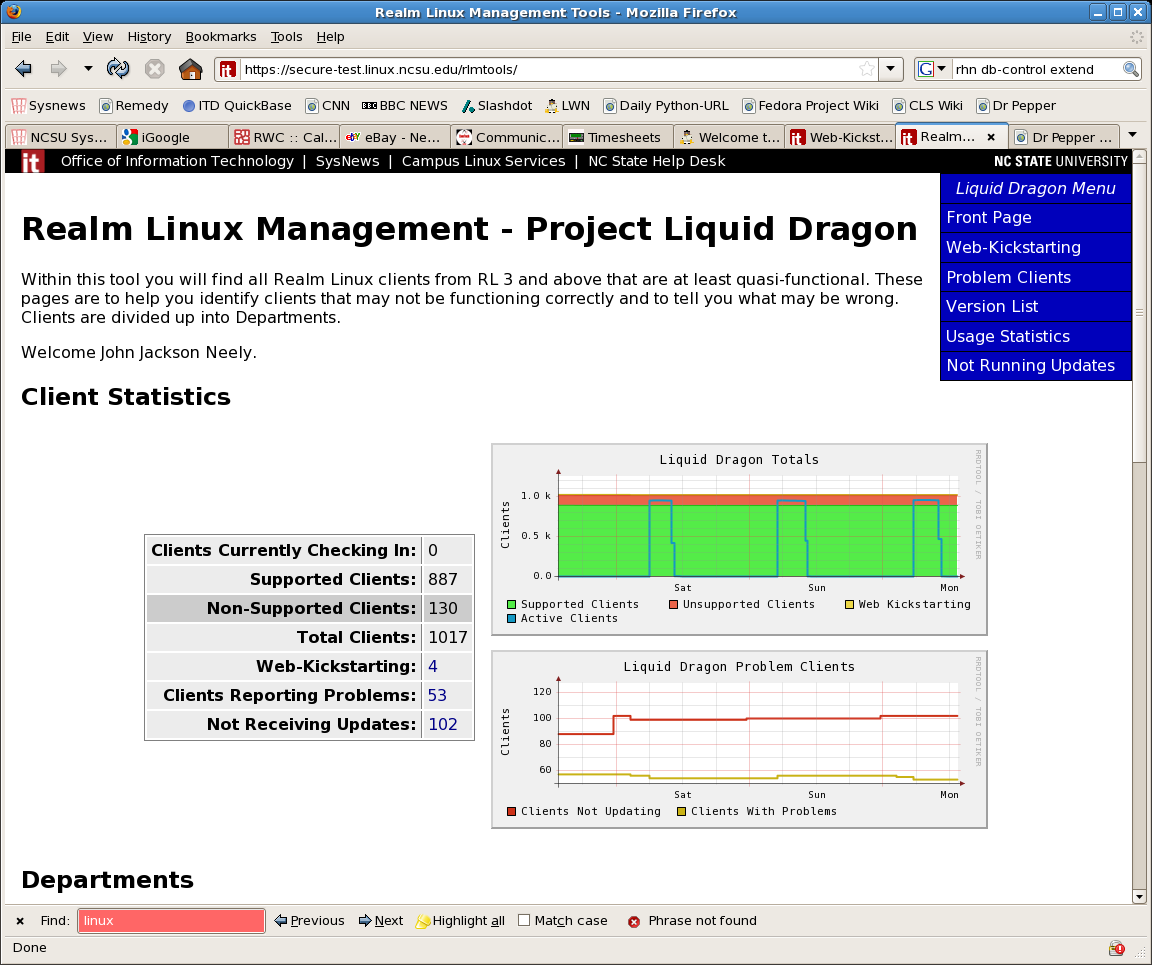 Realm Linux Management Tools - Mozilla Firefox
File Edit View History Bookmarks Tools Help
it https://secure-test.linux.ncsu.edu/rlmtools/ G rhn db-control extend
Sysnews Remedy ITD QuickBase CNN BBC NEWS Slashdot LWN Daily Python-URL Fedora Project Wiki CLS Wiki Dr Pepper
NCSU Sys... iGoogle RWC :: Cal... eBay - Ne... Communic... Timesheets Welcome t... Web-Kickst... Realm... Dr Pepper ...
it Office of Information Technology | SysNews | Campus Linux Services | NC State Help Desk NC STATE UNIVERSITY
Liquid Dragon Menu
Front Page
Web-Kickstarting
Problem Clients
Version List
Usage Statistics
Not Running Updates
Realm Linux Management - Project Liquid Dragon
Within this tool you will find all Realm Linux clients from RL 3 and above that are at least quasi-functional. These
pages are to help you identify clients that may not be functioning correctly and to tell you what may be wrong.
Clients are divided up into Departments.
Welcome John Jackson Neely.
Client Statistics
Clients Currently Checking In: 0
Supported Clients: 887
Non-Supported Clients: 130
Total Clients: 1017
Web-Kickstarting: 4
Clients Reporting Problems: 53
Not Receiving Updates: 102
Liquid Dragon Totals
RRDTOOL / TOBI OETIKER
Clients
1.0 k
0.5 k
0.0
Sat Sun Mon
Supported Clients Unsupported Clients Web Kickstarting
Active Clients
Liquid Dragon Problem Clients
RRDTOOL / TOBI OETIKER
Clients
120
100
80
60
Sat Sun Mon
Clients Not Updating Clients With Problems
Departments
Find: linux Previous Next Highlight all Match case Phrase not found
Done